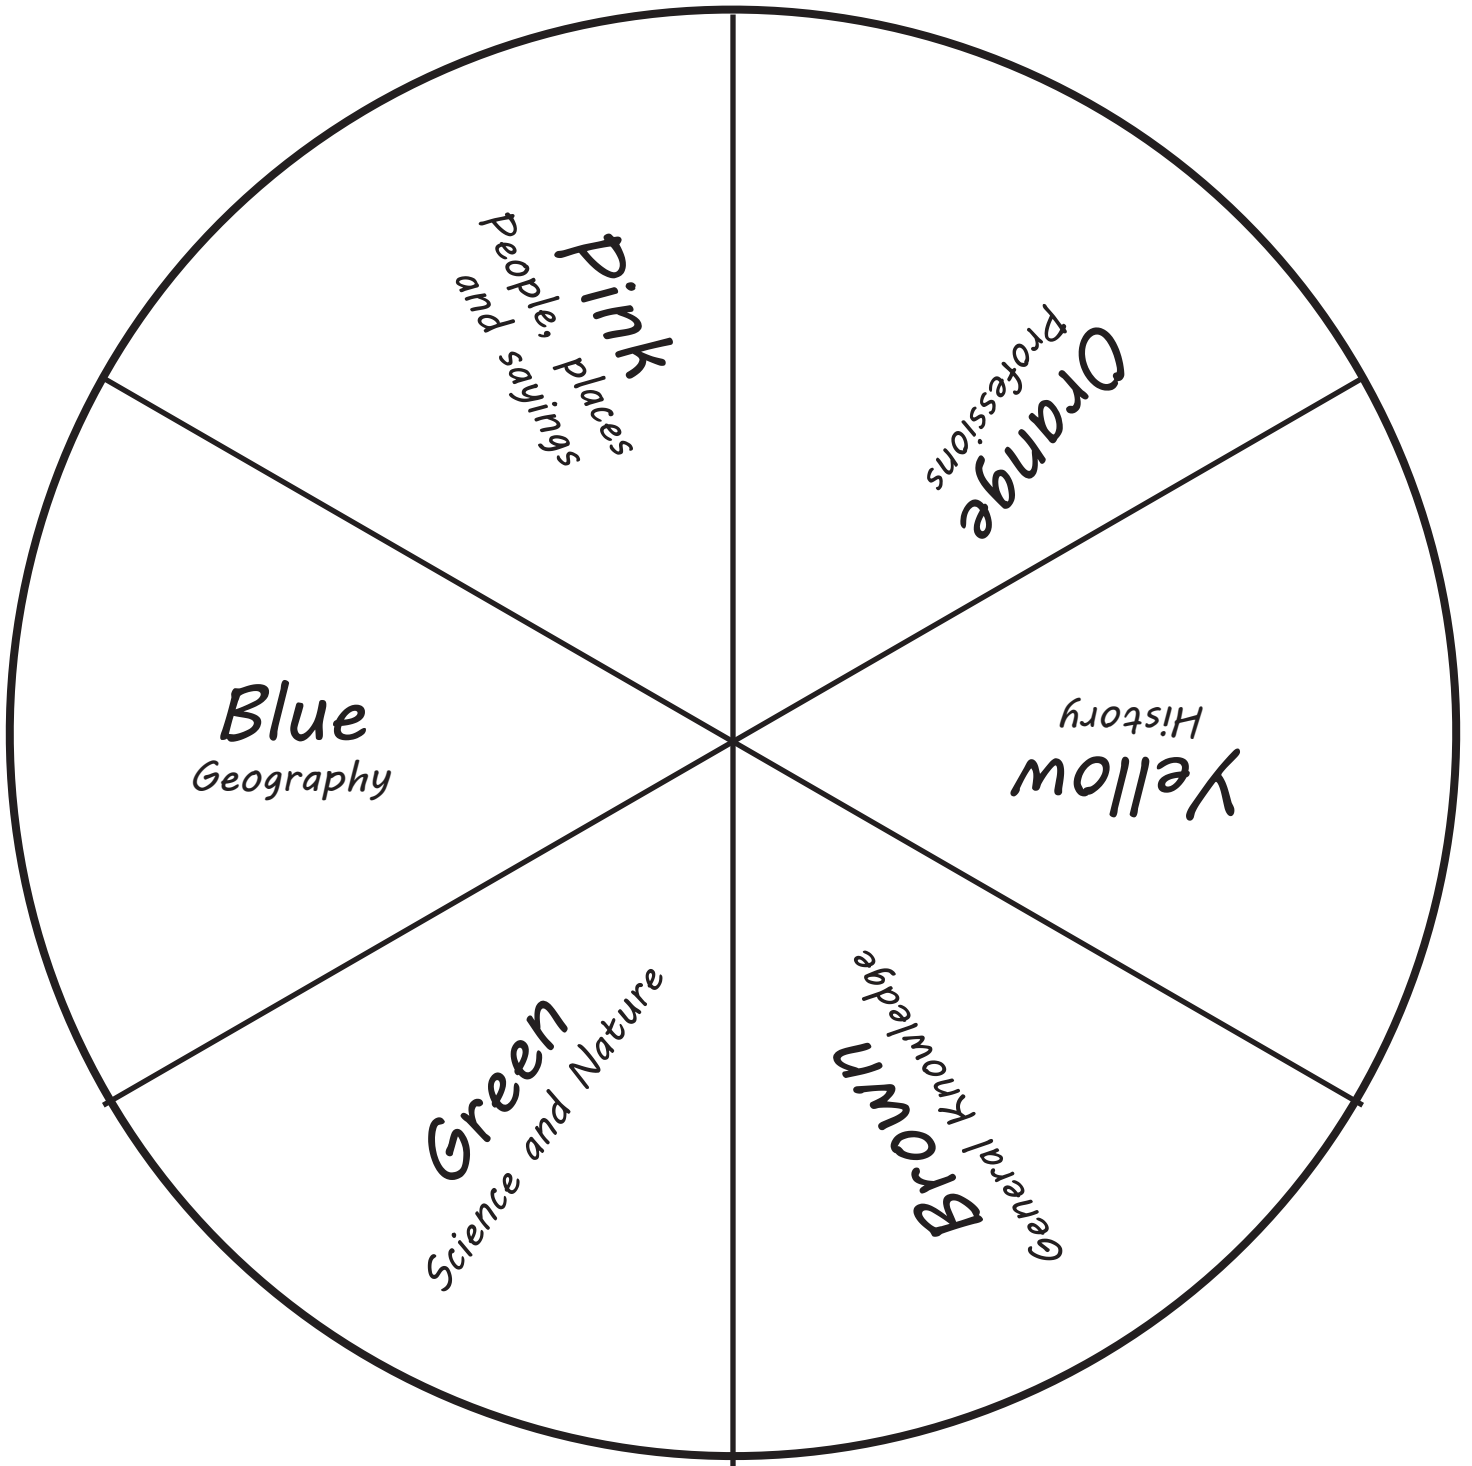 Pink
People, places
and sayings
Orange
Professions
Yellow
History
Brown
General Knowledge
Green
Science and Nature
Blue
Geography